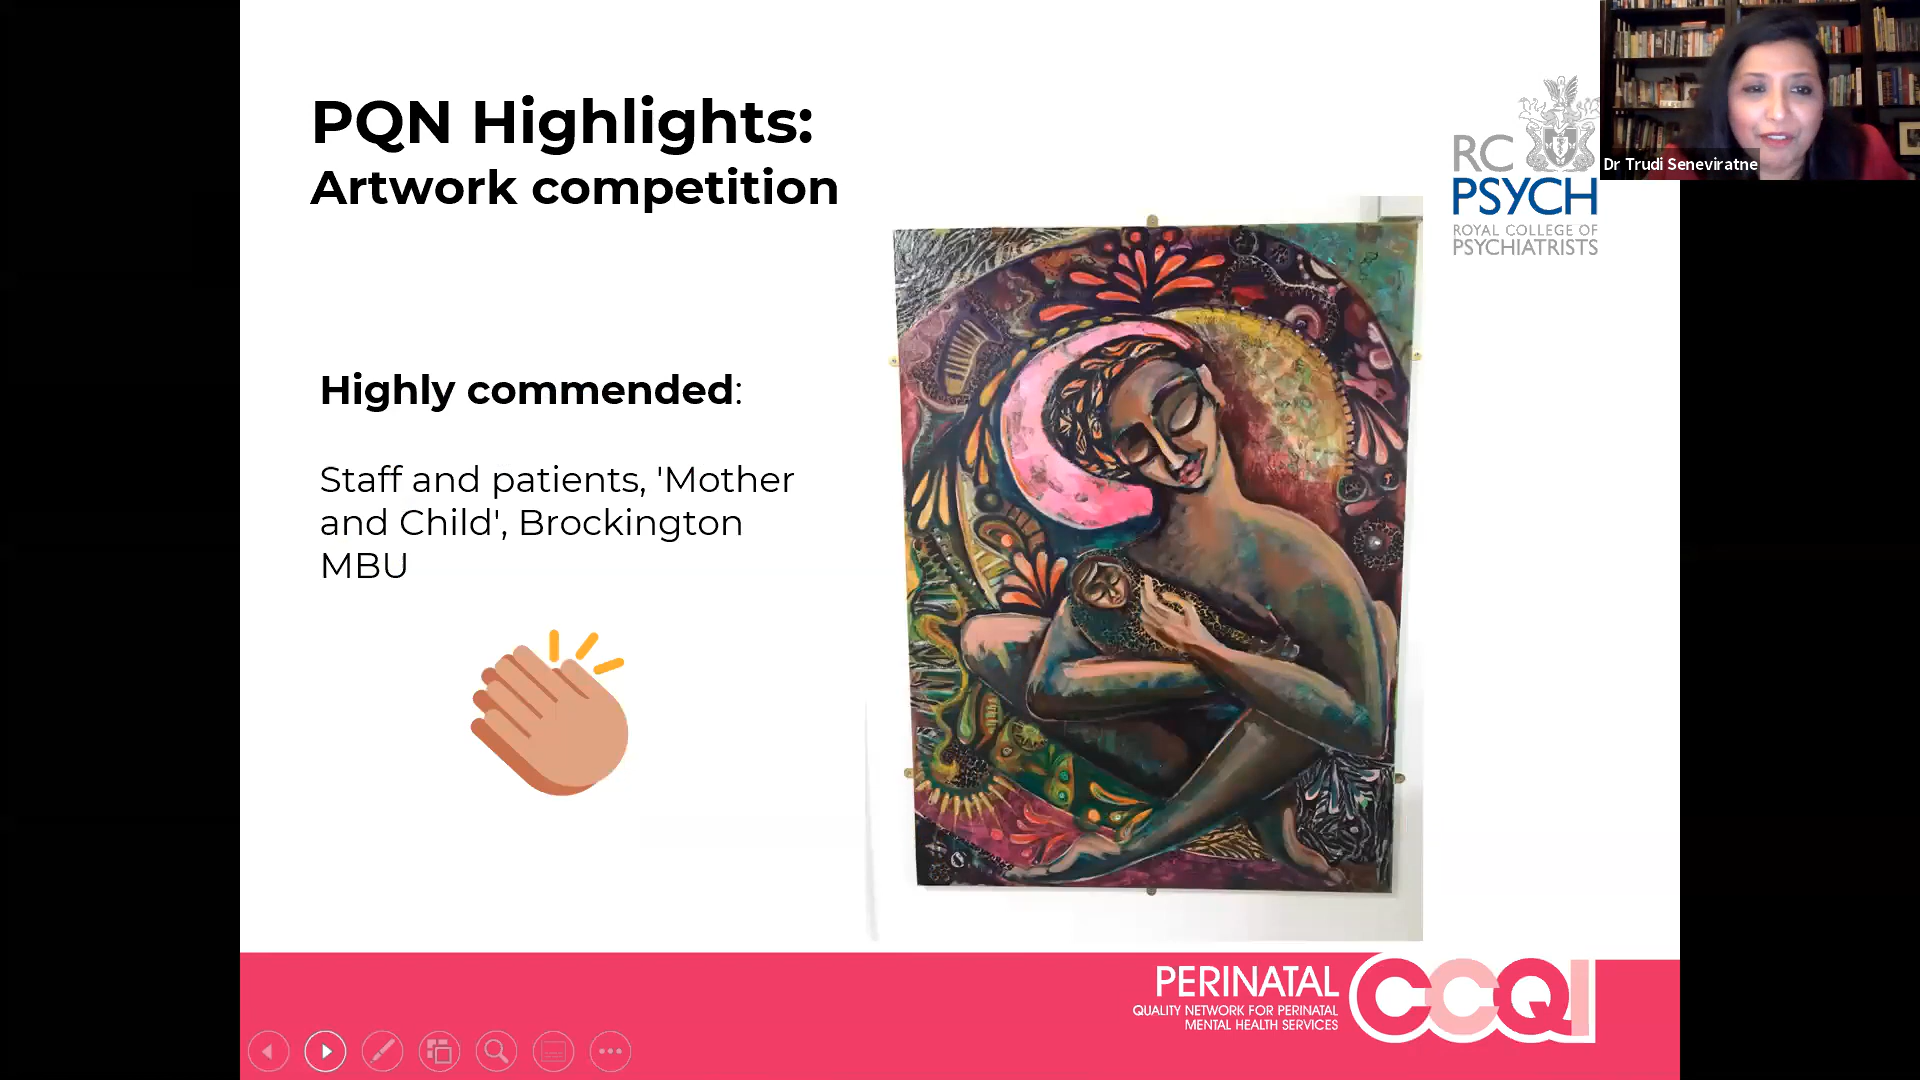 PQN Highlights:
Artwork competition
RC
PSYCH
ROYAL COLLEGE OF
PSYCHIATRISTS
Dr Trudi Seneviratne
Highly commended:
Staff and patients, 'Mother
and Child', Brockington
MBU
PERINATAL
QUALITY NETWORK FOR PERINATAL
MENTAL HEALTH SERVICES
CCQI